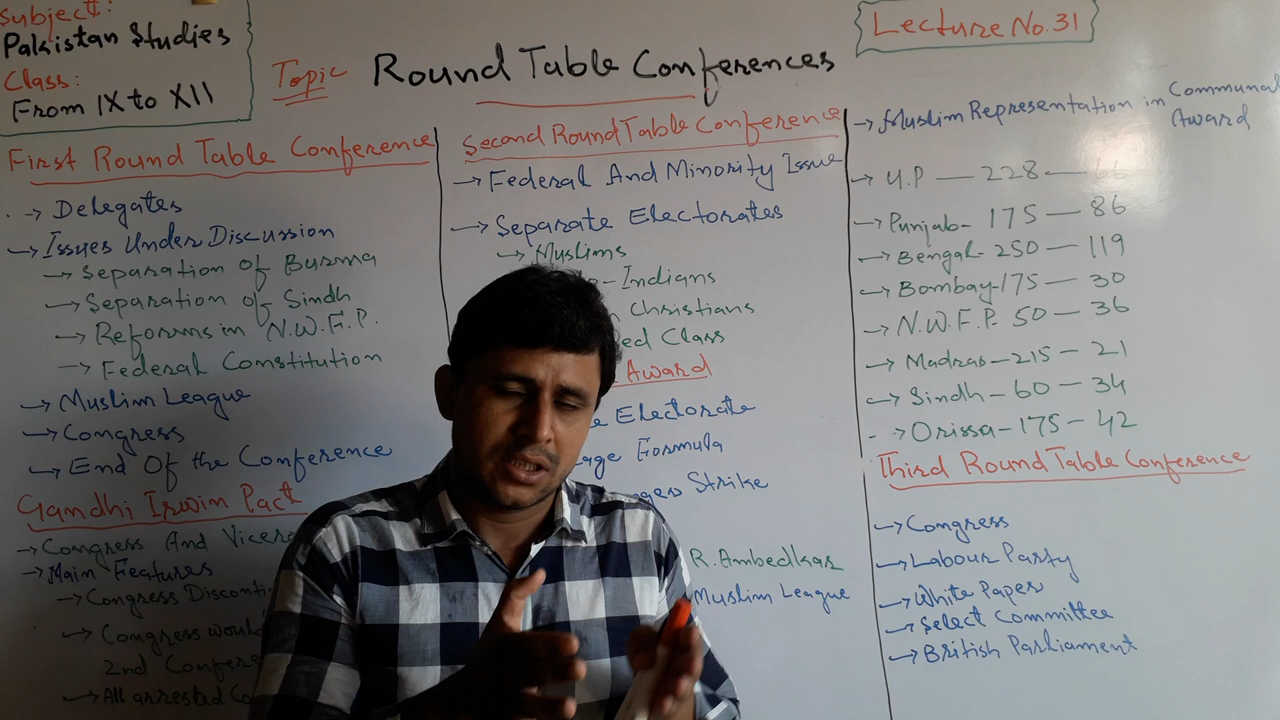 Subject:
Pakistan Studies
Class:
From IX to XII
Topic Round Table Conferences
Lecture No.31
First Round Table Conference
→ Delegates
→ Issues Under Discussion
→ Separation of Burma
→ Separation of Sindh
→ Reforms in N.W.F.P.
→ Federal Constitution
→ Muslim League
→ Congress
→ End Of the Conference
Gandhi Irwin Pact
→ Congress And Vicero
→ Main Features
→ Congress Disconti
→ Congress would
2nd Confere
→ All arrested Co
Second Round Table Conference
→ Federal And Minority Issue
→ Separate Electorates
→ Muslims
-Indians
Christians
ed Class
Award
Electorate
age Formula
Strike
R. Ambedkar
Muslim League
→ Muslim Representation in Communal
Award
→ U.P — 228 — 66
→ Punjab - 175 — 86
→ Bengal - 250 — 119
→ Bombay - 175 — 30
→ N.W.F.P. 50 — 36
→ Madras — 215 — 21
→ Sindh — 60 — 34
→ Orissa — 175 — 42
Third Round Table Conference
→ Congress
→ Labour Party
→ White Paper
→ Select Committee
→ British Parliament